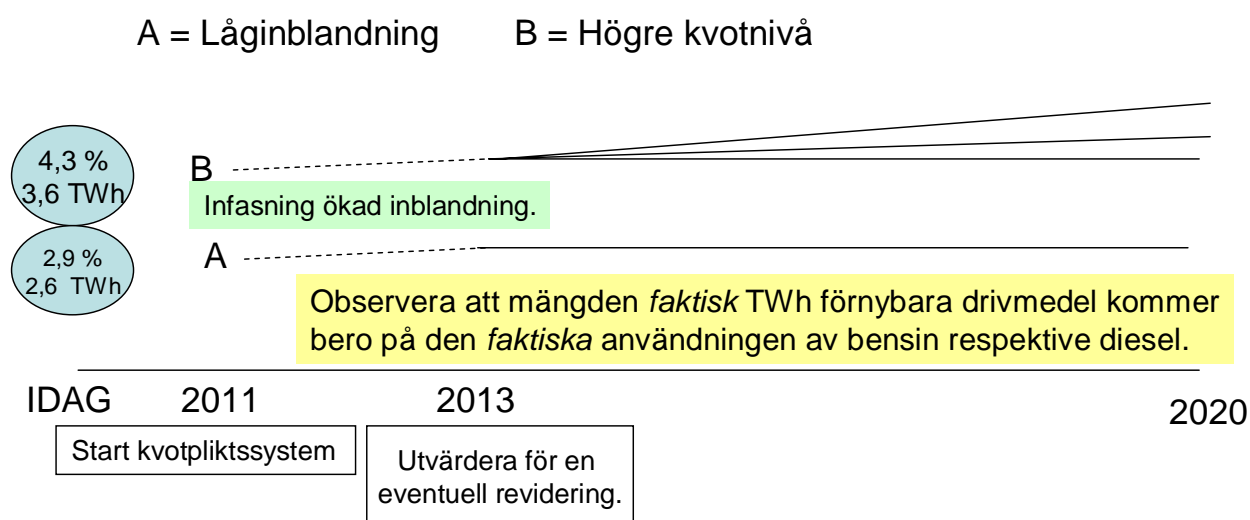 A = Låginblandning B = Högre kvotnivå
4,3 %
3,6 TWh
B
Infasning ökad inblandning.
2,9 %
2,6 TWh
A
Observera att mängden faktisk TWh förnybara drivmedel kommer
bero på den faktiska användningen av bensin respektive diesel.
IDAG 2011 2013 2020
Start kvotpliktssystem
Utvärdera för en
eventuell revidering.